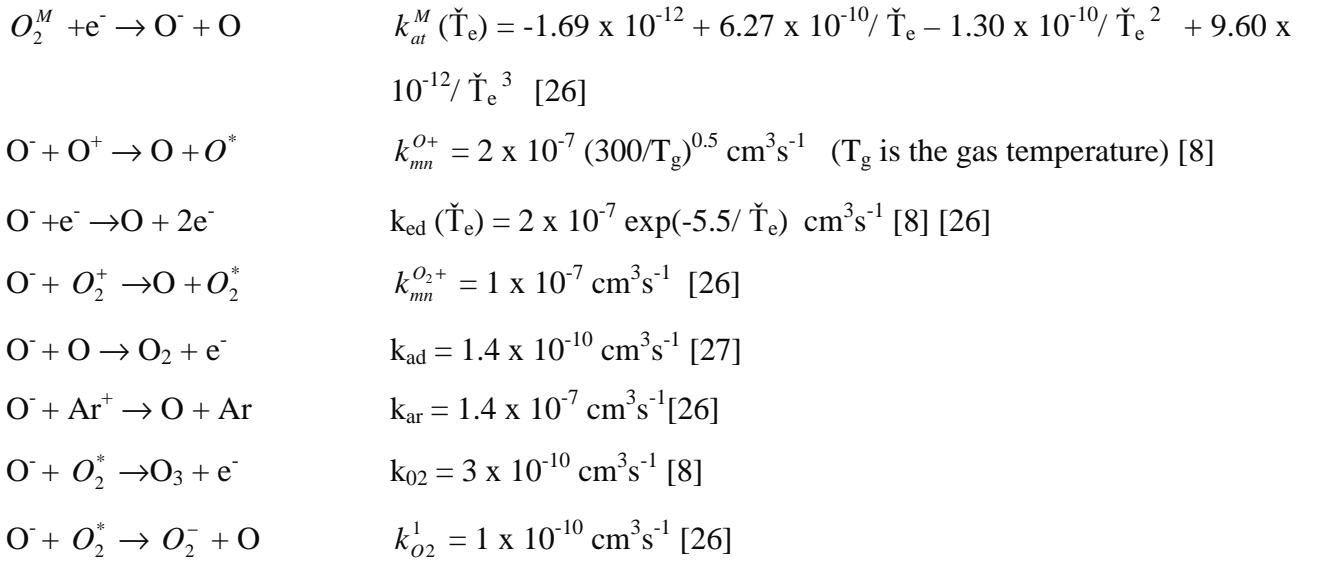 O₂ᴹ +e⁻ → O⁻ + O kₐₜᴹ (Ťₑ) = -1.69 x 10⁻¹² + 6.27 x 10⁻¹⁰/ Ťₑ – 1.30 x 10⁻¹⁰/ Ťₑ ² + 9.60 x
10⁻¹²/ Ťₑ ³ [26]
O⁻ + O⁺ → O + O* kₘₙᴼ⁺ = 2 x 10⁻⁷ (300/T_g)⁰·⁵ cm³s⁻¹ (T_g is the gas temperature) [8]
O⁻ +e⁻ →O + 2e⁻ k_ed (Ťₑ) = 2 x 10⁻⁷ exp(-5.5/ Ťₑ) cm³s⁻¹ [8] [26]
O⁻ + O₂⁺ →O + O₂* kₘₙ^{O₂+} = 1 x 10⁻⁷ cm³s⁻¹ [26]
O⁻ + O → O₂ + e⁻ k_ad = 1.4 x 10⁻¹⁰ cm³s⁻¹ [27]
O⁻ + Ar⁺ → O + Ar k_ar = 1.4 x 10⁻⁷ cm³s⁻¹[26]
O⁻ + O₂* →O₃ + e⁻ k₀₂ = 3 x 10⁻¹⁰ cm³s⁻¹ [8]
O⁻ + O₂* → O₂⁻ + O k_{O2}¹ = 1 x 10⁻¹⁰ cm³s⁻¹ [26]